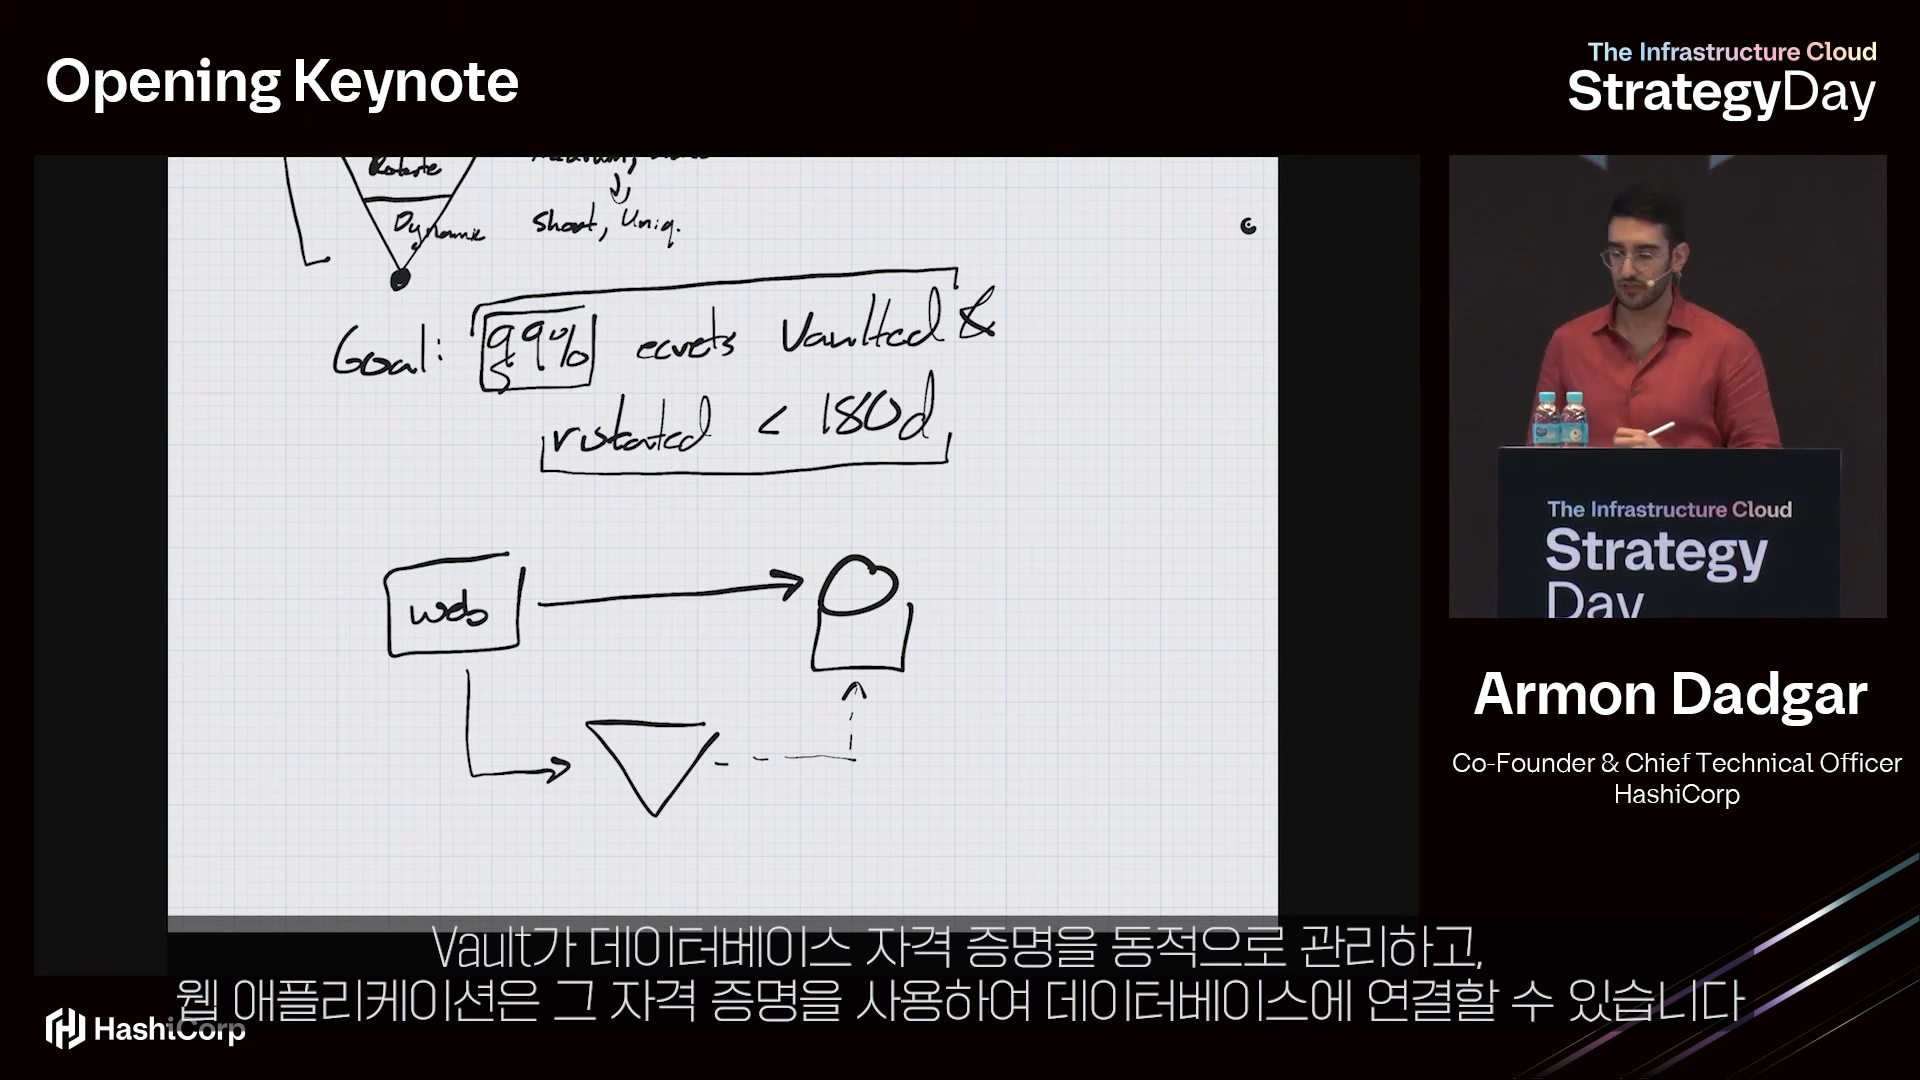 Opening Keynote
The Infrastructure Cloud
StrategyDay
Rotate
Dynamic
Short, Uniq.
Goal: 99% secrets Vaulted &
rotated < 180d
web
The Infrastructure Cloud
Strategy
Day
Armon Dadgar
Co-Founder & Chief Technical Officer
HashiCorp
Vault가 데이터베이스 자격 증명을 동적으로 관리하고,
웹 애플리케이션은 그 자격 증명을 사용하여 데이터베이스에 연결할 수 있습니다
HashiCorp